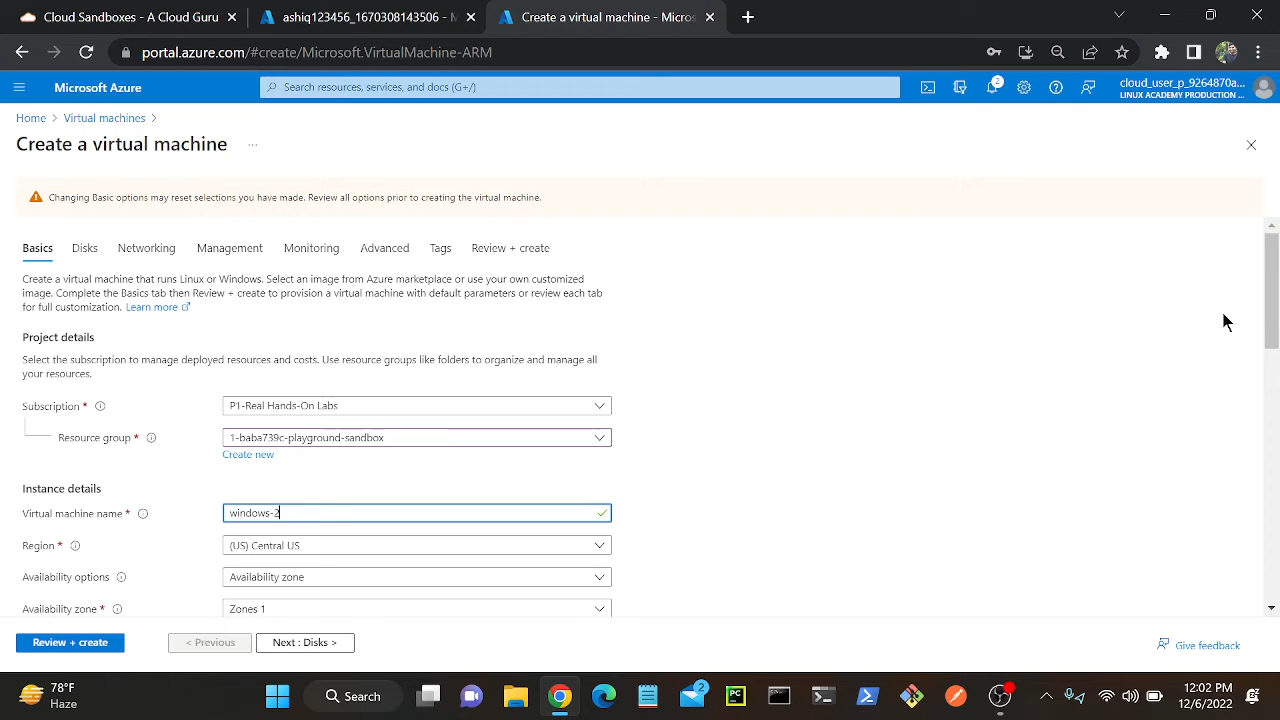 Cloud Sandboxes - A Cloud Guru
ashiq123456_1670308143506 - M
Create a virtual machine - Micros
portal.azure.com/#create/Microsoft.VirtualMachine-ARM
Microsoft Azure
Search resources, services, and docs (G+/)
2
cloud_user_p_9264870a...
LINUX ACADEMY PRODUCTION ...
Home > Virtual machines >
Create a virtual machine ...
Changing Basic options may reset selections you have made. Review all options prior to creating the virtual machine.
Basics Disks Networking Management Monitoring Advanced Tags Review + create
Create a virtual machine that runs Linux or Windows. Select an image from Azure marketplace or use your own customized
image. Complete the Basics tab then Review + create to provision a virtual machine with default parameters or review each tab
for full customization. Learn more
Project details
Select the subscription to manage deployed resources and costs. Use resource groups like folders to organize and manage all
your resources.
Subscription * P1-Real Hands-On Labs
Resource group * 1-baba739c-playground-sandbox
Create new
Instance details
Virtual machine name * windows-2
Region * (US) Central US
Availability options Availability zone
Availability zone * Zones 1
Review + create < Previous Next : Disks > Give feedback
78°F
Haze
Search
2
PC
12:02 PM
12/6/2022